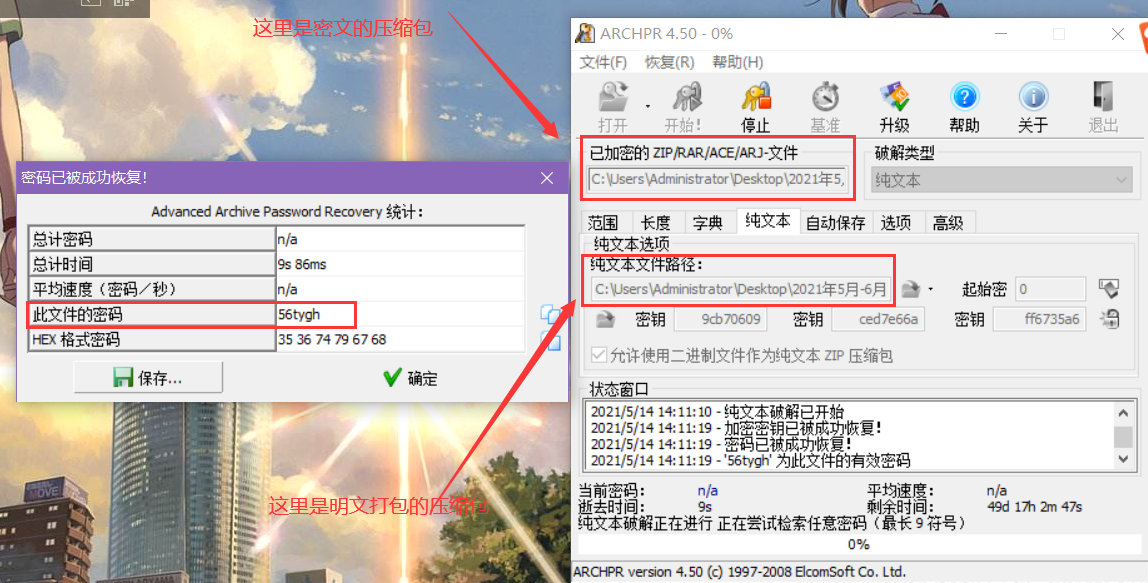 这里是密文的压缩包
ARCHPR 4.50 - 0%
文件(F) 恢复(R) 帮助(H)
打开 开始! 停止 基准 升级 帮助 关于 退出
已加密的 ZIP/RAR/ACE/ARJ-文件
C:\Users\Administrator\Desktop\2021年5,
破解类型
纯文本
范围 长度 字典 纯文本 自动保存 选项 高级
纯文本选项
纯文本文件路径：
C:\Users\Administrator\Desktop\2021年5月-6月
起始密 0
密钥 9cb70609 密钥 ced7e66a 密钥 ff6735a6
允许使用二进制文件作为纯文本 ZIP 压缩包
状态窗口
2021/5/14 14:11:10 - 纯文本破解已开始
2021/5/14 14:11:19 - 加密密钥已被成功恢复!
2021/5/14 14:11:19 - 密码已被成功恢复!
2021/5/14 14:11:19 - '56tygh' 为此文件的有效密码
当前密码： n/a 平均速度： n/a
逝去时间： 9s 剩余时间： 49d 17h 2m 47s
纯文本破解正在进行 正在尝试检索任意密码（最长 9 符号）
0%
ARCHPR version 4.50 (c) 1997-2008 ElcomSoft Co. Ltd.
密码已被成功恢复!
Advanced Archive Password Recovery 统计：
总计密码 n/a
总计时间 9s 86ms
平均速度（密码／秒） n/a
此文件的密码 56tygh
HEX 格式密码 35 36 74 79 67 68
保存... 确定
这里是明文打包的压缩包
MOVE